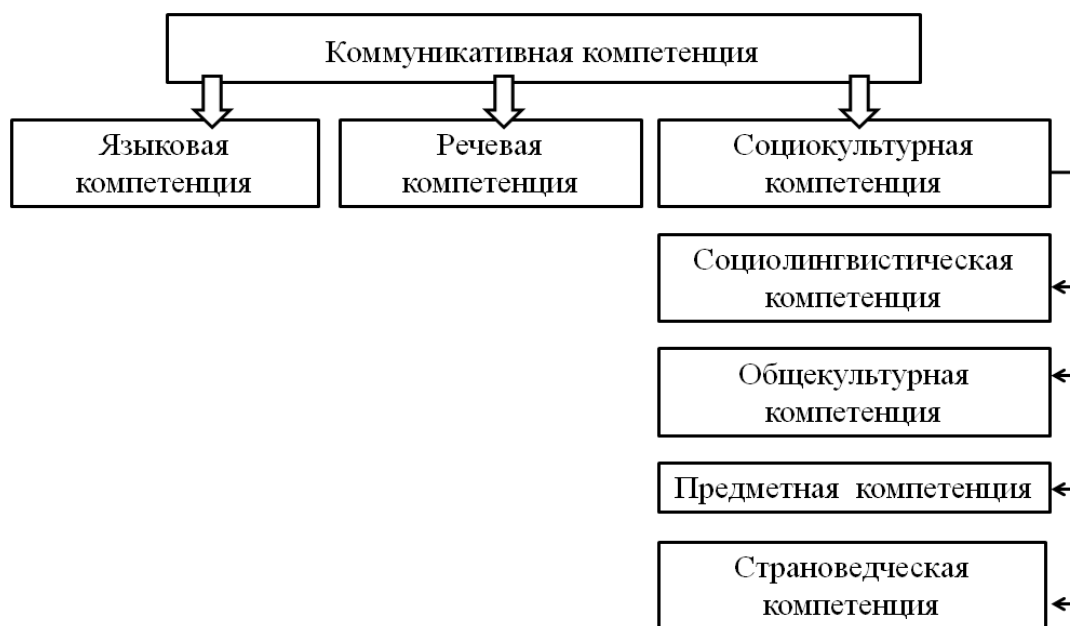 Коммуникативная компетенция
Языковая
компетенция
Речевая
компетенция
Социокультурная
компетенция
Социолингвистическая
компетенция
Общекультурная
компетенция
Предметная компетенция
Страноведческая
компетенция